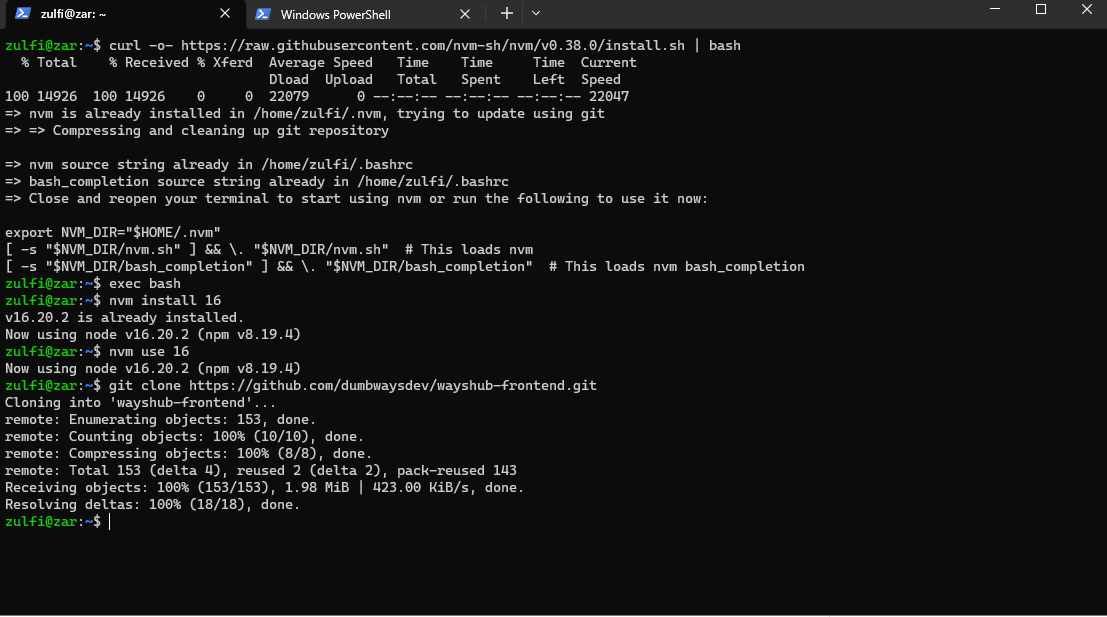 zulfi@zar: ~
Windows PowerShell
zulfi@zar:~$ curl -o- https://raw.githubusercontent.com/nvm-sh/nvm/v0.38.0/install.sh | bash
  % Total    % Received % Xferd  Average Speed   Time    Time     Time  Current
                                 Dload  Upload   Total   Spent    Left  Speed
100 14926  100 14926    0     0  22079      0 --:--:-- --:--:-- --:--:-- 22047
=> nvm is already installed in /home/zulfi/.nvm, trying to update using git
=> => Compressing and cleaning up git repository

=> nvm source string already in /home/zulfi/.bashrc
=> bash_completion source string already in /home/zulfi/.bashrc
=> Close and reopen your terminal to start using nvm or run the following to use it now:

export NVM_DIR="$HOME/.nvm"
[ -s "$NVM_DIR/nvm.sh" ] && \. "$NVM_DIR/nvm.sh"  # This loads nvm
[ -s "$NVM_DIR/bash_completion" ] && \. "$NVM_DIR/bash_completion"  # This loads nvm bash_completion
zulfi@zar:~$ exec bash
zulfi@zar:~$ nvm install 16
v16.20.2 is already installed.
Now using node v16.20.2 (npm v8.19.4)
zulfi@zar:~$ nvm use 16
Now using node v16.20.2 (npm v8.19.4)
zulfi@zar:~$ git clone https://github.com/dumbwaysdev/wayshub-frontend.git
Cloning into 'wayshub-frontend'...
remote: Enumerating objects: 153, done.
remote: Counting objects: 100% (10/10), done.
remote: Compressing objects: 100% (8/8), done.
remote: Total 153 (delta 4), reused 2 (delta 2), pack-reused 143
Receiving objects: 100% (153/153), 1.98 MiB | 423.00 KiB/s, done.
Resolving deltas: 100% (18/18), done.
zulfi@zar:~$